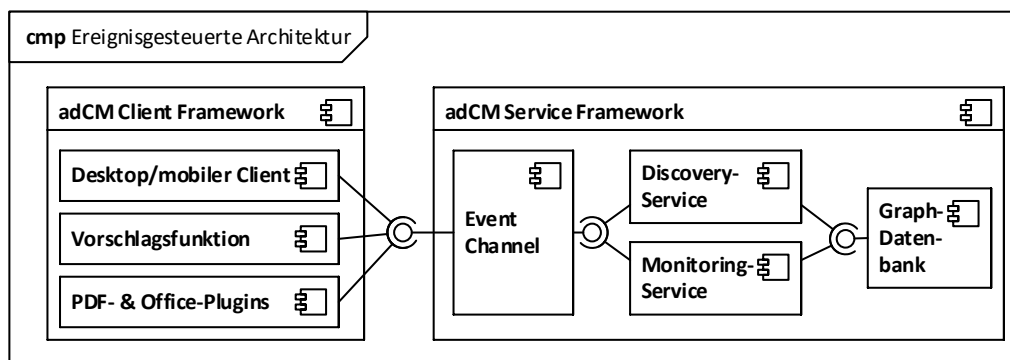 cmp Ereignisgesteuerte Architektur
adCM Client Framework
Desktop/mobiler Client
Vorschlagsfunktion
PDF- & Office-Plugins
adCM Service Framework
Event
Channel
Discovery-
Service
Monitoring-
Service
Graph-
Daten-
bank